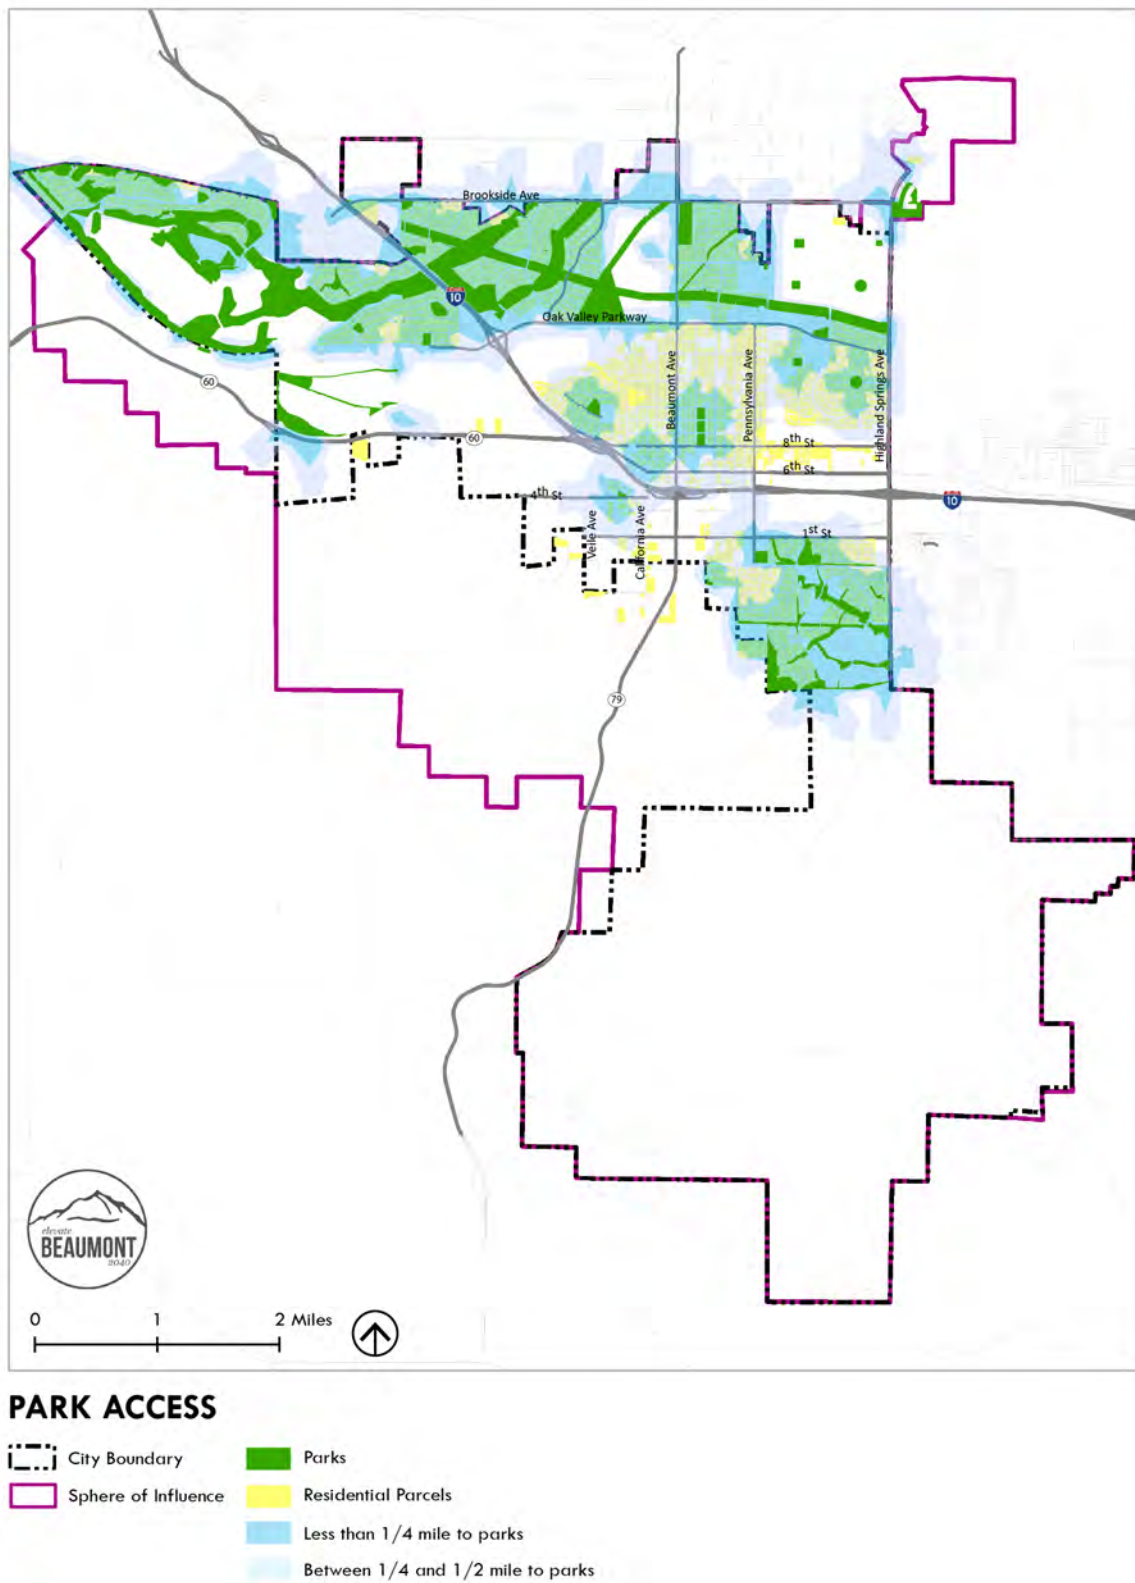 Brookside Ave
10
Oak Valley Parkway
Beaumont Ave
Pennsylvania Ave
Highland Springs Ave
60
60
8th St
6th St
10
4th St
Veile Ave
California Ave
1st St
79
elevate
BEAUMONT
2040
0 1 2 Miles
PARK ACCESS
City Boundary
Parks
Sphere of Influence
Residential Parcels
Less than 1/4 mile to parks
Between 1/4 and 1/2 mile to parks